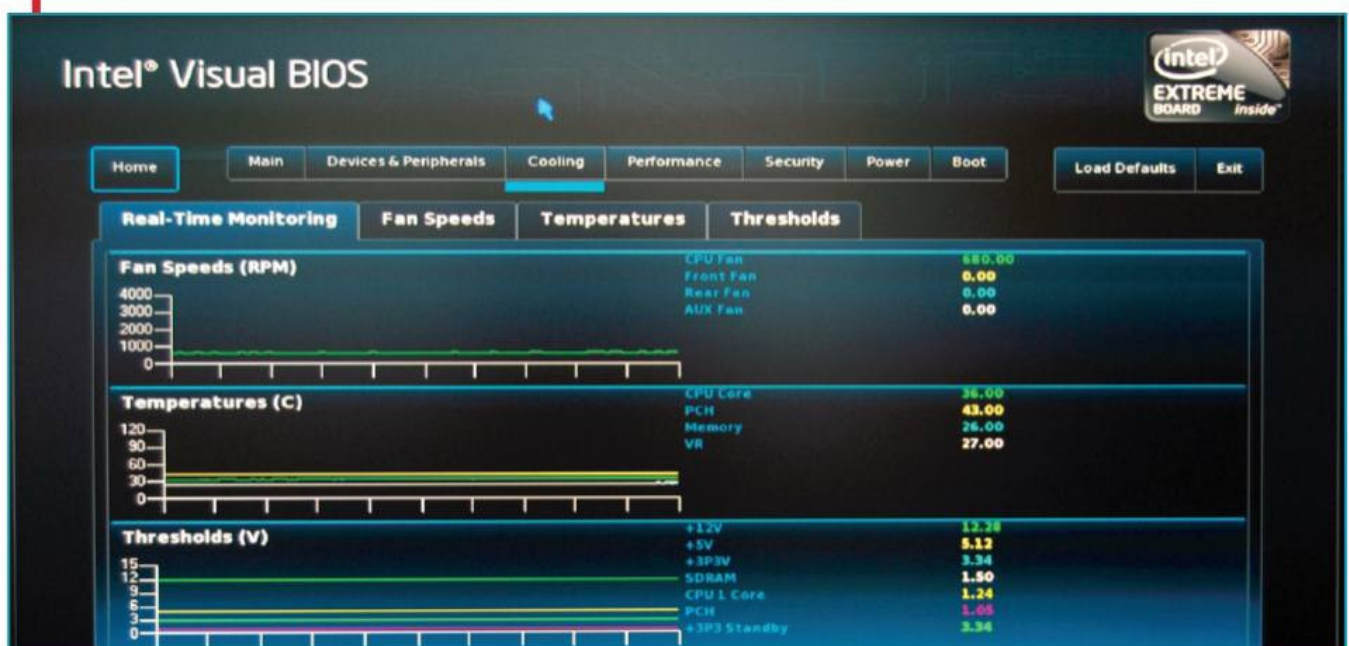 Intel® Visual BIOS
intel
EXTREME
BOARD inside™
Home Main Devices & Peripherals Cooling Performance Security Power Boot Load Defaults Exit
Real-Time Monitoring Fan Speeds Temperatures Thresholds
Fan Speeds (RPM)
4000
3000
2000
1000
0
CPU Fan 680.00
Front Fan 0.00
Rear Fan 0.00
AUX Fan 0.00
Temperatures (C)
120
90
60
30
0
CPU Core 36.00
PCH 43.00
Memory 26.00
VR 27.00
Thresholds (V)
15
12
9
6
3
0
+12V 12.28
+5V 5.12
+3P3V 3.34
SDRAM 1.50
CPU 1 Core 1.24
PCH 1.05
+3P3 Standby 3.34